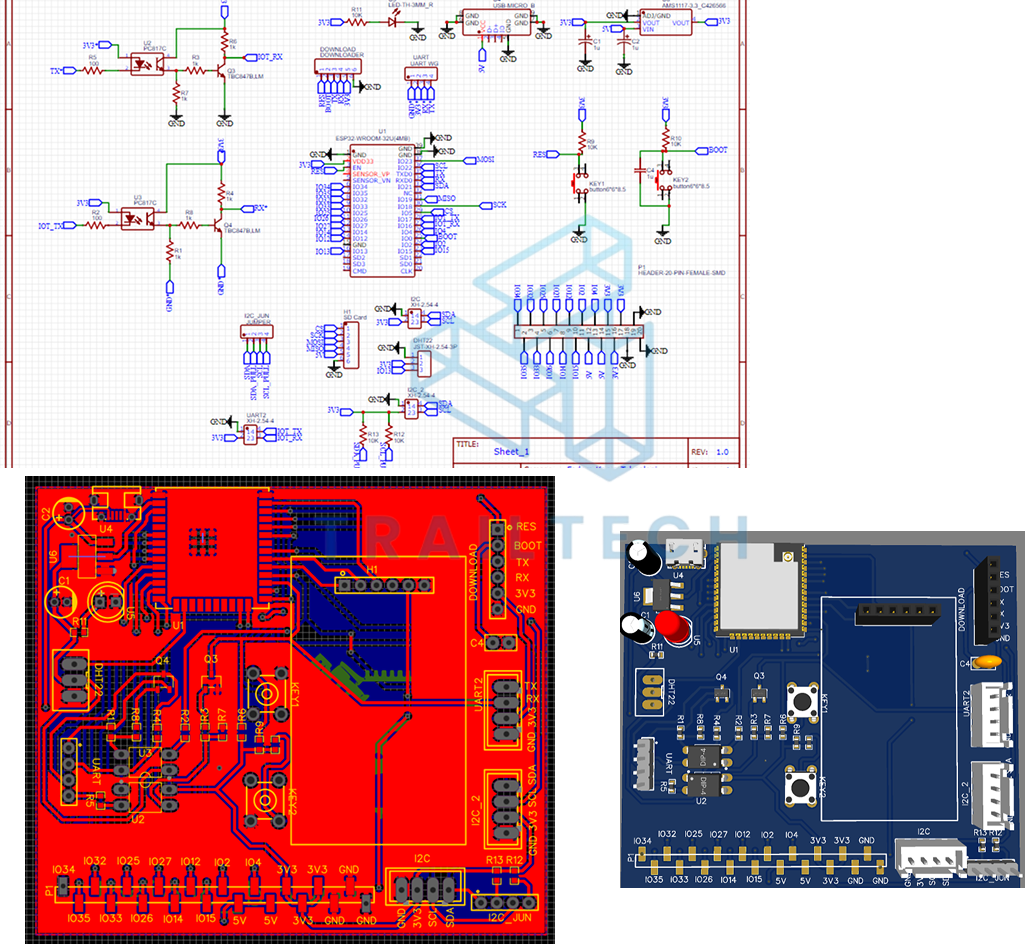 R11
10K
LED-TH-3MM_R
3V3
GND
USB-MICRO_B
GND
AMS1117-3.3_C426566
ADJ/GND
VOUT
VOUT
VIN
3V3
5V
C1
1u
C2
1u
GND
GND
3V3*
U2
PC817C
TX*
R5
100
R3
1k
R6
1k
IOT_RX
Q3
TBC847B,LM
R7
1k
GND
GND
DOWNLOAD
DOWNLOADER
UART
UART WG
GND
U1
ESP32-WROOM-32U(4MB)
GND
VDD33
EN
SENSOR_VP
SENSOR_VN
IO34
IO35
IO32
IO33
IO25
IO26
IO27
IO14
IO12
GND
IO13
SD2
SD3
CMD
GND
IO23
IO22
TXD0
RXD0
IO21
NC
IO19
IO18
IO5
IO17
IO16
IO4
IO0
IO2
IO15
SD1
SD0
CLK
MOSI
SCL
SDA
MISO
SCK
BOOT
RES
R9
10K
KEY1
button6*6*8.5
GND
R10
10K
BOOT
C4
1u
KEY2
button6*6*8.5
GND
3V3
U3
PC817C
IOT_TX
R2
100
R8
1k
R4
1k
RX*
Q4
TBC847B,LM
R1
1k
GND
GND
P1
HEADER-20-PIN FEMALE-SMD
GND
GND
I2C_JUN
JUMPER
SDA
SDA_PULL
SCL
SCL_PULL
H1
SD Card
GND
I2C
XH-2.54-4
GND
3V3
SDA
SCL
DHT22
JST-XH-2.54-3P
GND
3V3
IO13
I2C_2
XH-2.54-4
GND
3V3
SDA
SCL
R13
10K
R12
10K
UART2
XH-2.54-4
GND
3V3
IOT_TX
IOT_RX
TITLE:
Sheet_1
REV: 1.0
TRANTECH
C2
U4
U6
C1
U5
R11
U1
H1
DOWNLOAD
RES
BOOT
TX
RX
3V3
GND
C4
DHT22
Q4
Q3
KEY1
UART2
TX
RX
3V3
GND
R1
R8
R4
R2
R3
R7
R6
R9
U3
UART
R5
U2
KEY2
I2C_2
SDA
SCL
3V3
GND
IO32 IO25 IO27 IO12 IO2 IO4 3V3 3V3 GND
P1
IO35 IO33 IO26 IO14 IO15 5V 5V 3V3 GND GND
I2C
GND
3V3
SCL
SDA
R13 R12
I2C_JUN
U4
U6
U5
R11
U1
DOWNLOAD
C4
DHT22
Q4
Q3
KEY1
UART2
R1
R8
R4
R2
R3
R7
R6
R9
UART
R5
U2
KEY2
I2C_2
IO34 IO32 IO25 IO27 IO12 IO2 IO4 3V3 3V3 GND
P1
IO35 IO33 IO26 IO14 IO15 5V 5V 3V3 GND GND
I2C
R13 R12